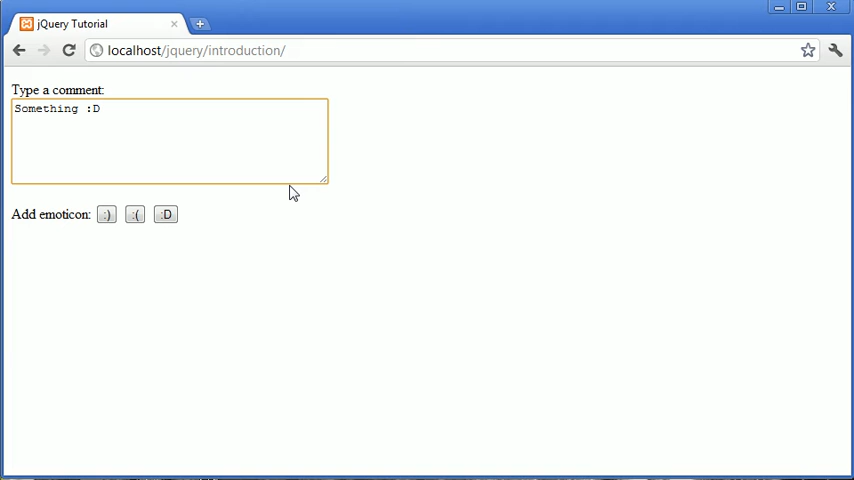 jQuery Tutorial
localhost/jquery/introduction/
Type a comment:
Something :D
Add emoticon: :) :( :D